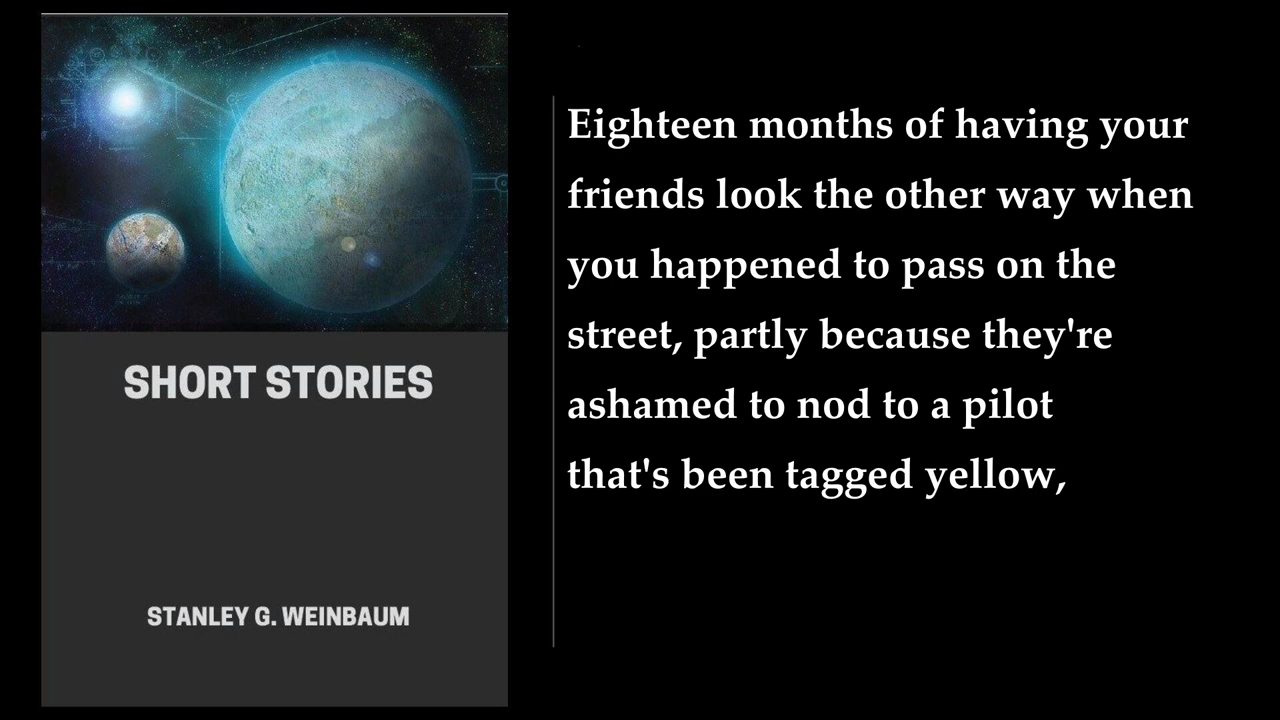 SHORT STORIES
STANLEY G. WEINBAUM
Eighteen months of having your
friends look the other way when
you happened to pass on the
street, partly because they're
ashamed to nod to a pilot
that's been tagged yellow,